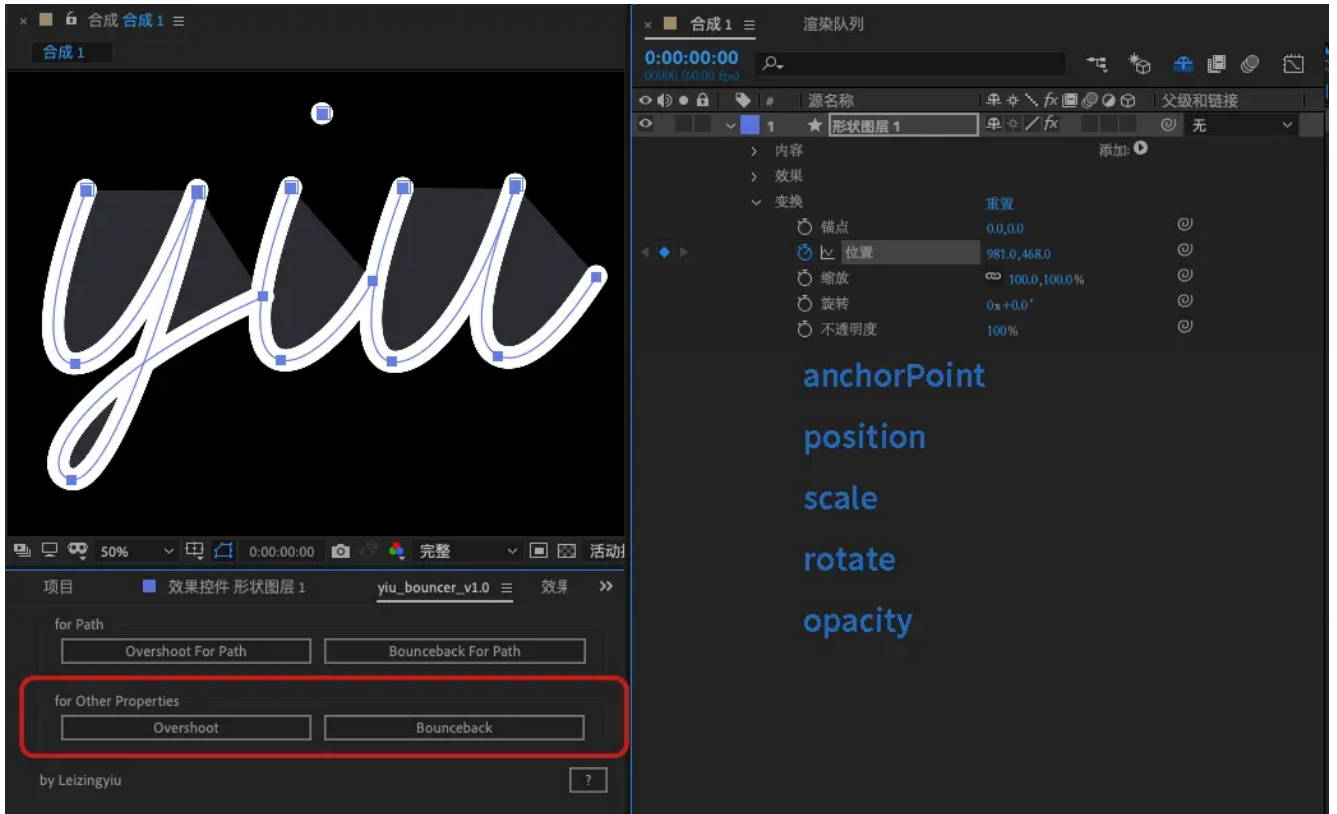 合成 合成 1
合成 1
yiu
50%
0:00:00:00
完整
项目
效果控件 形状图层 1
yiu_bouncer_v1.0
for Path
Overshoot For Path
Bounceback For Path
for Other Properties
Overshoot
Bounceback
by Leizingyiu
?
合成 1
渲染队列
0:00:00:00
00000 (60.00 fps)
# 源名称
fx
父级和链接
1 形状图层 1
fx
无
内容
添加:
效果
变换
重置
锚点
0.0,0.0
位置
981.0,468.0
缩放
100.0,100.0%
旋转
0x+0.0°
不透明度
100%
anchorPoint
position
scale
rotate
opacity